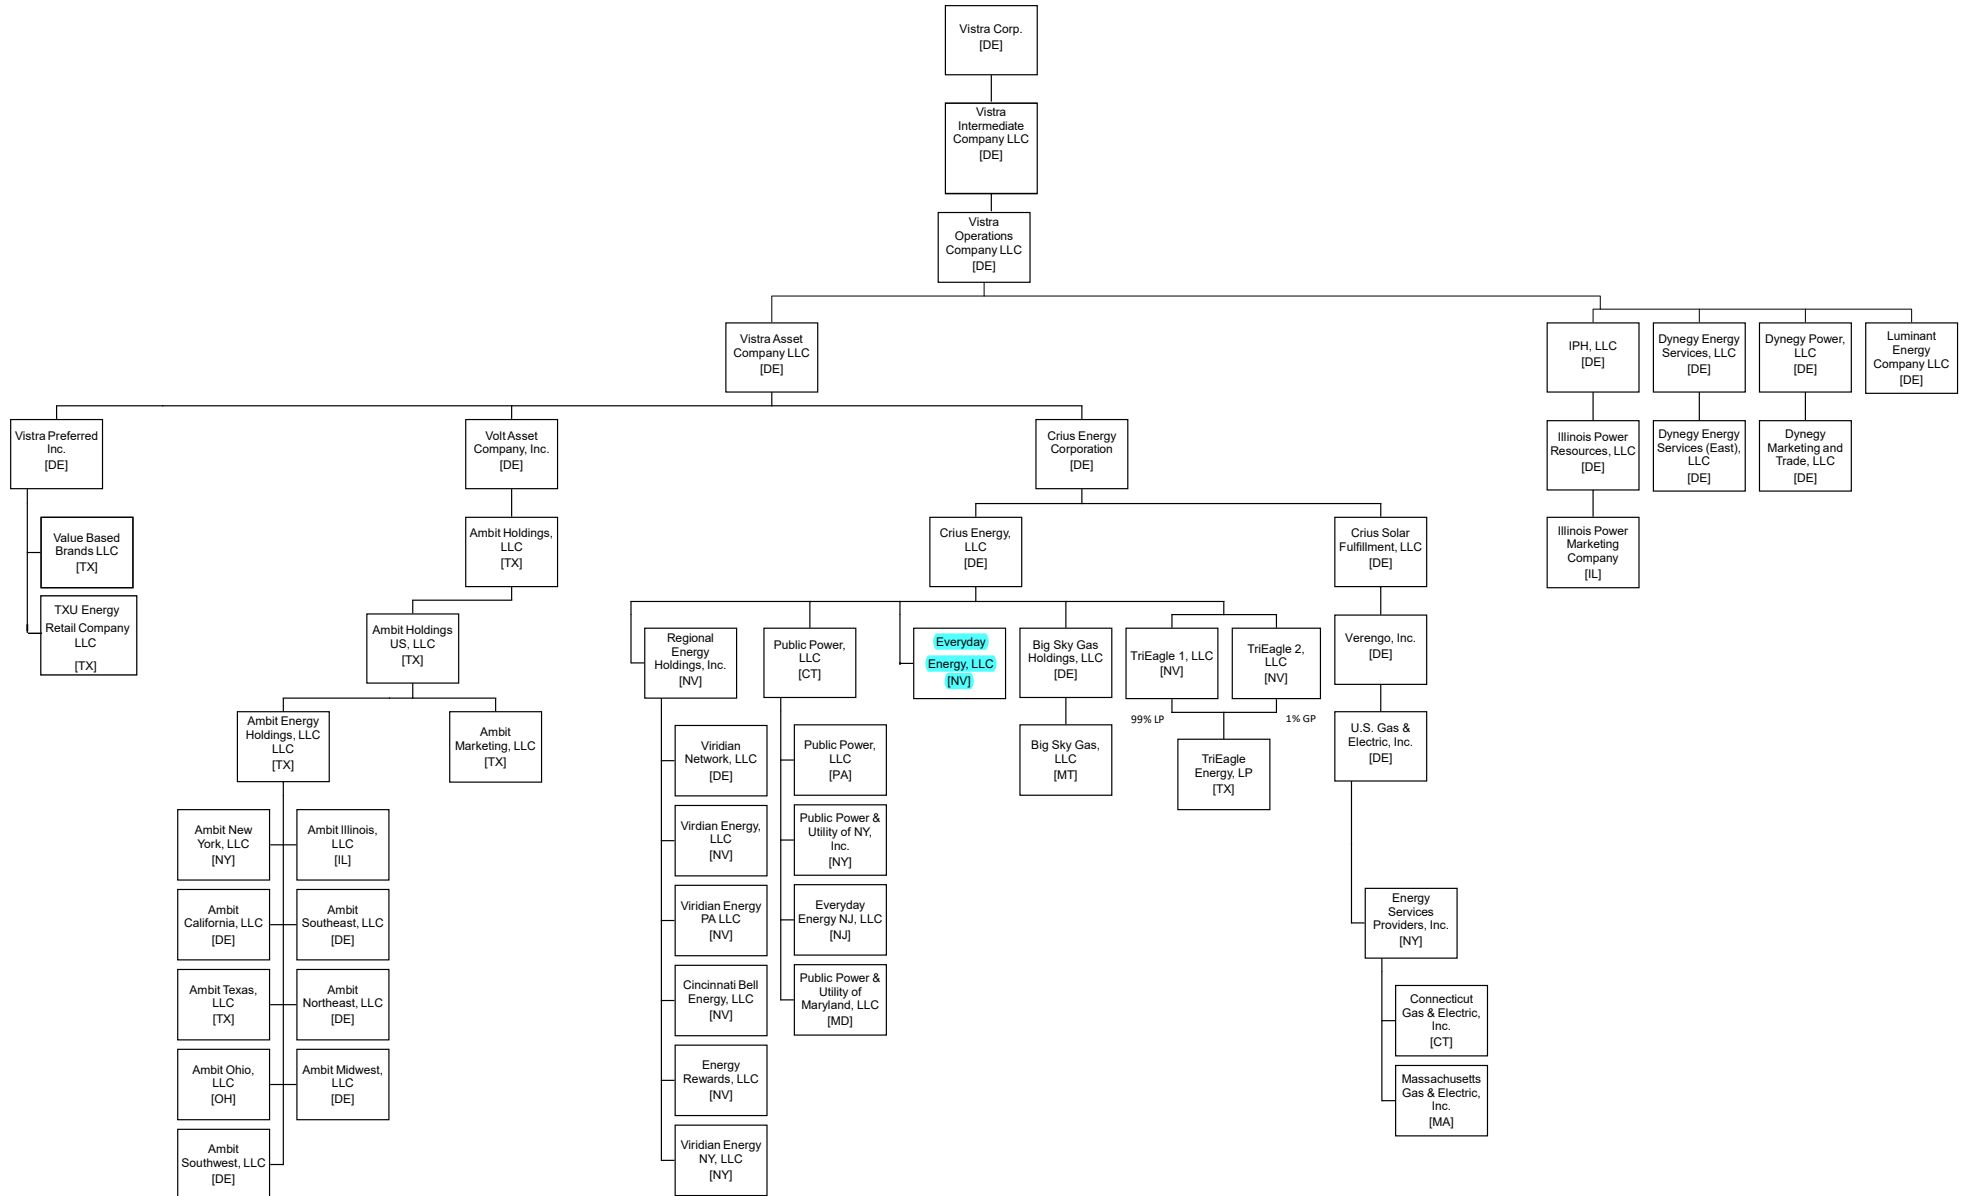 Vistra Corp.
[DE]
Vistra
Intermediate
Company LLC
[DE]
Vistra
Operations
Company LLC
[DE]
Vistra Asset
Company LLC
[DE]
IPH, LLC
[DE]
Dynegy Energy
Services, LLC
[DE]
Dynegy Power,
LLC
[DE]
Luminant
Energy
Company LLC
[DE]
Vistra Preferred
Inc.
[DE]
Volt Asset
Company, Inc.
[DE]
Crius Energy
Corporation
[DE]
Illinois Power
Resources, LLC
[DE]
Dynegy Energy
Services (East),
LLC
[DE]
Dynegy
Marketing and
Trade, LLC
[DE]
Value Based
Brands LLC
[TX]
Ambit Holdings,
LLC
[TX]
Crius Energy,
LLC
[DE]
Crius Solar
Fulfillment, LLC
[DE]
Illinois Power
Marketing
Company
[IL]
TXU Energy
Retail Company
LLC
[TX]
Ambit Holdings
US, LLC
[TX]
Regional
Energy
Holdings, Inc.
[NV]
Public Power,
LLC
[CT]
Everyday
Energy, LLC
[NV]
Big Sky Gas
Holdings, LLC
[DE]
TriEagle 1, LLC
[NV]
TriEagle 2,
LLC
[NV]
Verengo, Inc.
[DE]
Ambit Energy
Holdings, LLC
LLC
[TX]
Ambit
Marketing, LLC
[TX]
99% LP
1% GP
Viridian
Network, LLC
[DE]
Public Power,
LLC
[PA]
Big Sky Gas,
LLC
[MT]
TriEagle
Energy, LP
[TX]
U.S. Gas &
Electric, Inc.
[DE]
Ambit New
York, LLC
[NY]
Ambit Illinois,
LLC
[IL]
Virdian Energy,
LLC
[NV]
Public Power &
Utility of NY,
Inc.
[NY]
Ambit
California, LLC
[DE]
Ambit
Southeast, LLC
[DE]
Viridian Energy
PA LLC
[NV]
Everyday
Energy NJ, LLC
[NJ]
Energy
Services
Providers, Inc.
[NY]
Ambit Texas,
LLC
[TX]
Ambit
Northeast, LLC
[DE]
Cincinnati Bell
Energy, LLC
[NV]
Public Power &
Utility of
Maryland, LLC
[MD]
Connecticut
Gas & Electric,
Inc.
[CT]
Ambit Ohio,
LLC
[OH]
Ambit Midwest,
LLC
[DE]
Energy
Rewards, LLC
[NV]
Massachusetts
Gas & Electric,
Inc.
[MA]
Ambit
Southwest, LLC
[DE]
Viridian Energy
NY, LLC
[NY]